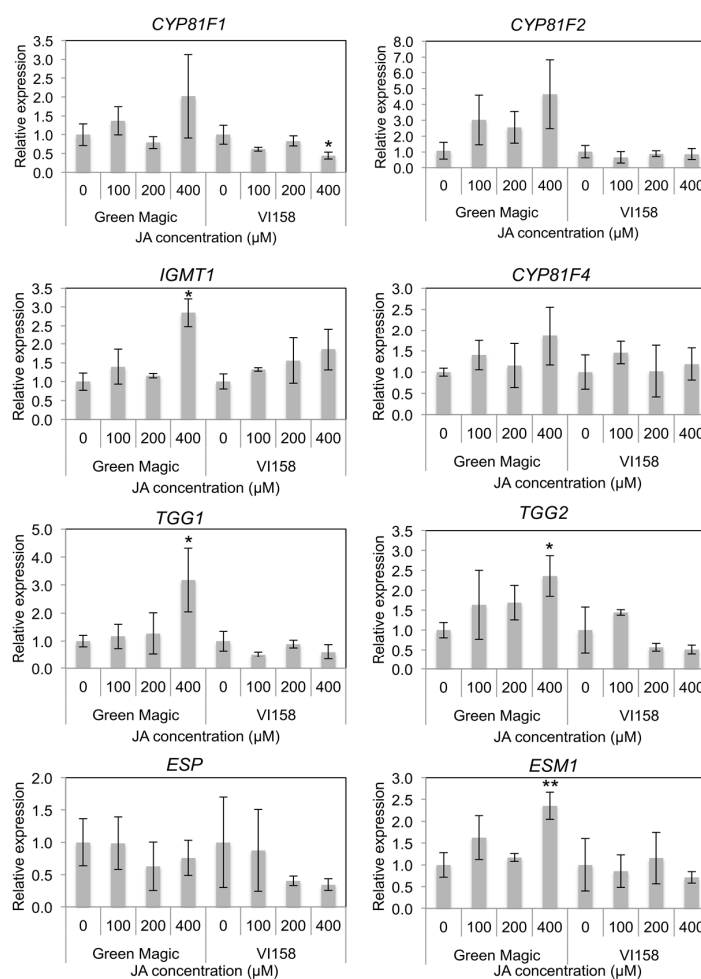 CYP81F1
Relative expression
3.5
3.0
2.5
2.0
1.5
1.0
0.5
0.0
*
0 100 200 400 0 100 200 400
Green Magic VI158
JA concentration (µM)
CYP81F2
Relative expression
8.0
7.0
6.0
5.0
4.0
3.0
2.0
1.0
0.0
0 100 200 400 0 100 200 400
Green Magic VI158
JA concentration (µM)
IGMT1
Relative expression
3.5
3.0
2.5
2.0
1.5
1.0
0.5
0.0
*
0 100 200 400 0 100 200 400
Green Magic VI158
JA concentration (µM)
CYP81F4
Relative expression
3.0
2.5
2.0
1.5
1.0
0.5
0.0
0 100 200 400 0 100 200 400
Green Magic VI158
JA concentration (µM)
TGG1
Relative expression
5.0
4.0
3.0
2.0
1.0
0.0
*
0 100 200 400 0 100 200 400
Green Magic VI158
JA concentration (µM)
TGG2
Relative expression
3.5
3.0
2.5
2.0
1.5
1.0
0.5
0.0
*
0 100 200 400 0 100 200 400
Green Magic VI158
JA concentration (µM)
ESP
Relative expression
2.0
1.5
1.0
0.5
0.0
0 100 200 400 0 100 200 400
Green Magic VI158
JA concentration (µM)
ESM1
Relative expression
3.0
2.5
2.0
1.5
1.0
0.5
0.0
**
0 100 200 400 0 100 200 400
Green Magic VI158
JA concentration (µM)